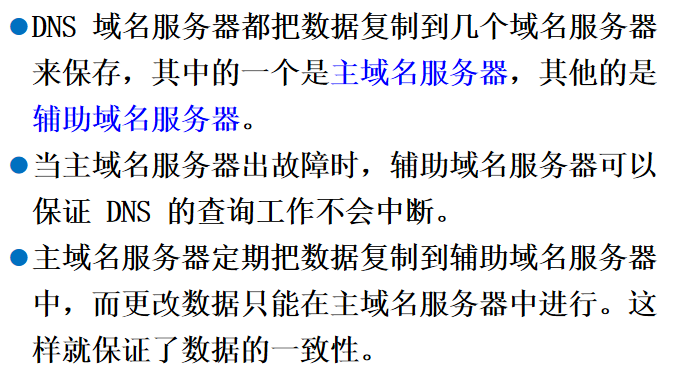 ●DNS 域名服务器都把数据复制到几个域名服务器
来保存，其中的一个是主域名服务器，其他的是
辅助域名服务器。
●当主域名服务器出故障时，辅助域名服务器可以
保证 DNS 的查询工作不会中断。
●主域名服务器定期把数据复制到辅助域名服务器
中，而更改数据只能在主域名服务器中进行。这
样就保证了数据的一致性。